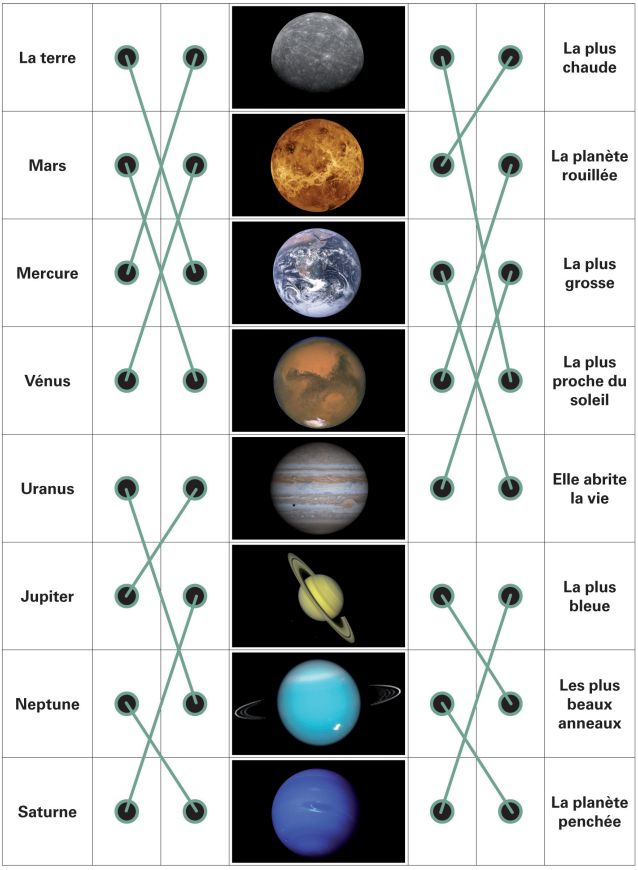 La terre
La plus
chaude
Mars
La planète
rouillée
Mercure
La plus
grosse
Vénus
La plus
proche du
soleil
Uranus
Elle abrite
la vie
Jupiter
La plus
bleue
Neptune
Les plus
beaux
anneaux
Saturne
La planète
penchée